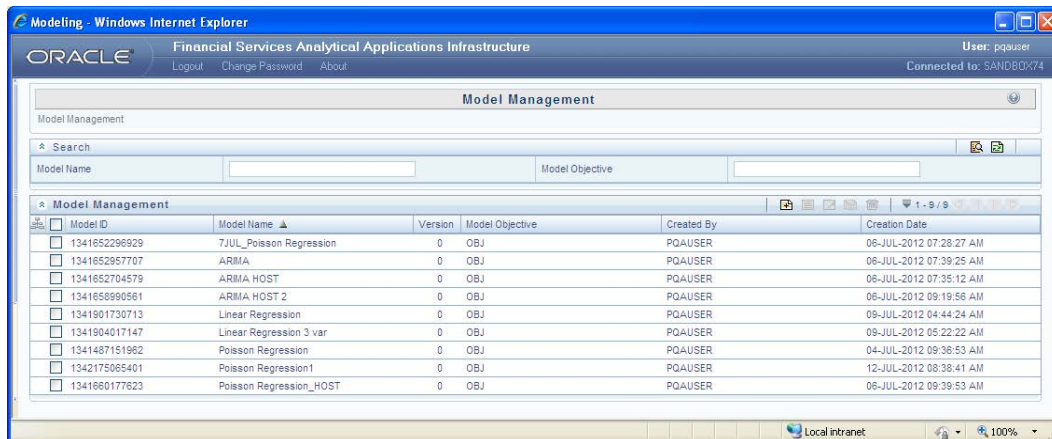 Modeling - Windows Internet Explorer
ORACLE
Financial Services Analytical Applications Infrastructure
User: pqauser
Logout Change Password About
Connected to: SANDBOX74
Model Management
Model Management
Search
Model Name Model Objective
Model Management 1 - 9 / 9
Model ID Model Name Version Model Objective Created By Creation Date
1341652296929 7JUL_Poisson Regression 0 OBJ PQAUSER 06-JUL-2012 07:28:27 AM
1341652957707 ARIMA 0 OBJ PQAUSER 06-JUL-2012 07:39:25 AM
1341652704579 ARIMA HOST 0 OBJ PQAUSER 06-JUL-2012 07:35:12 AM
1341658990561 ARIMA HOST 2 0 OBJ PQAUSER 06-JUL-2012 09:19:56 AM
1341901730713 Linear Regression 0 OBJ PQAUSER 09-JUL-2012 04:44:24 AM
1341904017147 Linear Regression 3 var 0 OBJ PQAUSER 09-JUL-2012 05:22:22 AM
1341487151962 Poisson Regression 0 OBJ PQAUSER 04-JUL-2012 09:36:53 AM
1342175065401 Poisson Regression1 0 OBJ PQAUSER 12-JUL-2012 08:38:41 AM
1341660177623 Poisson Regression_HOST 0 OBJ PQAUSER 06-JUL-2012 09:39:53 AM
Local intranet 100%